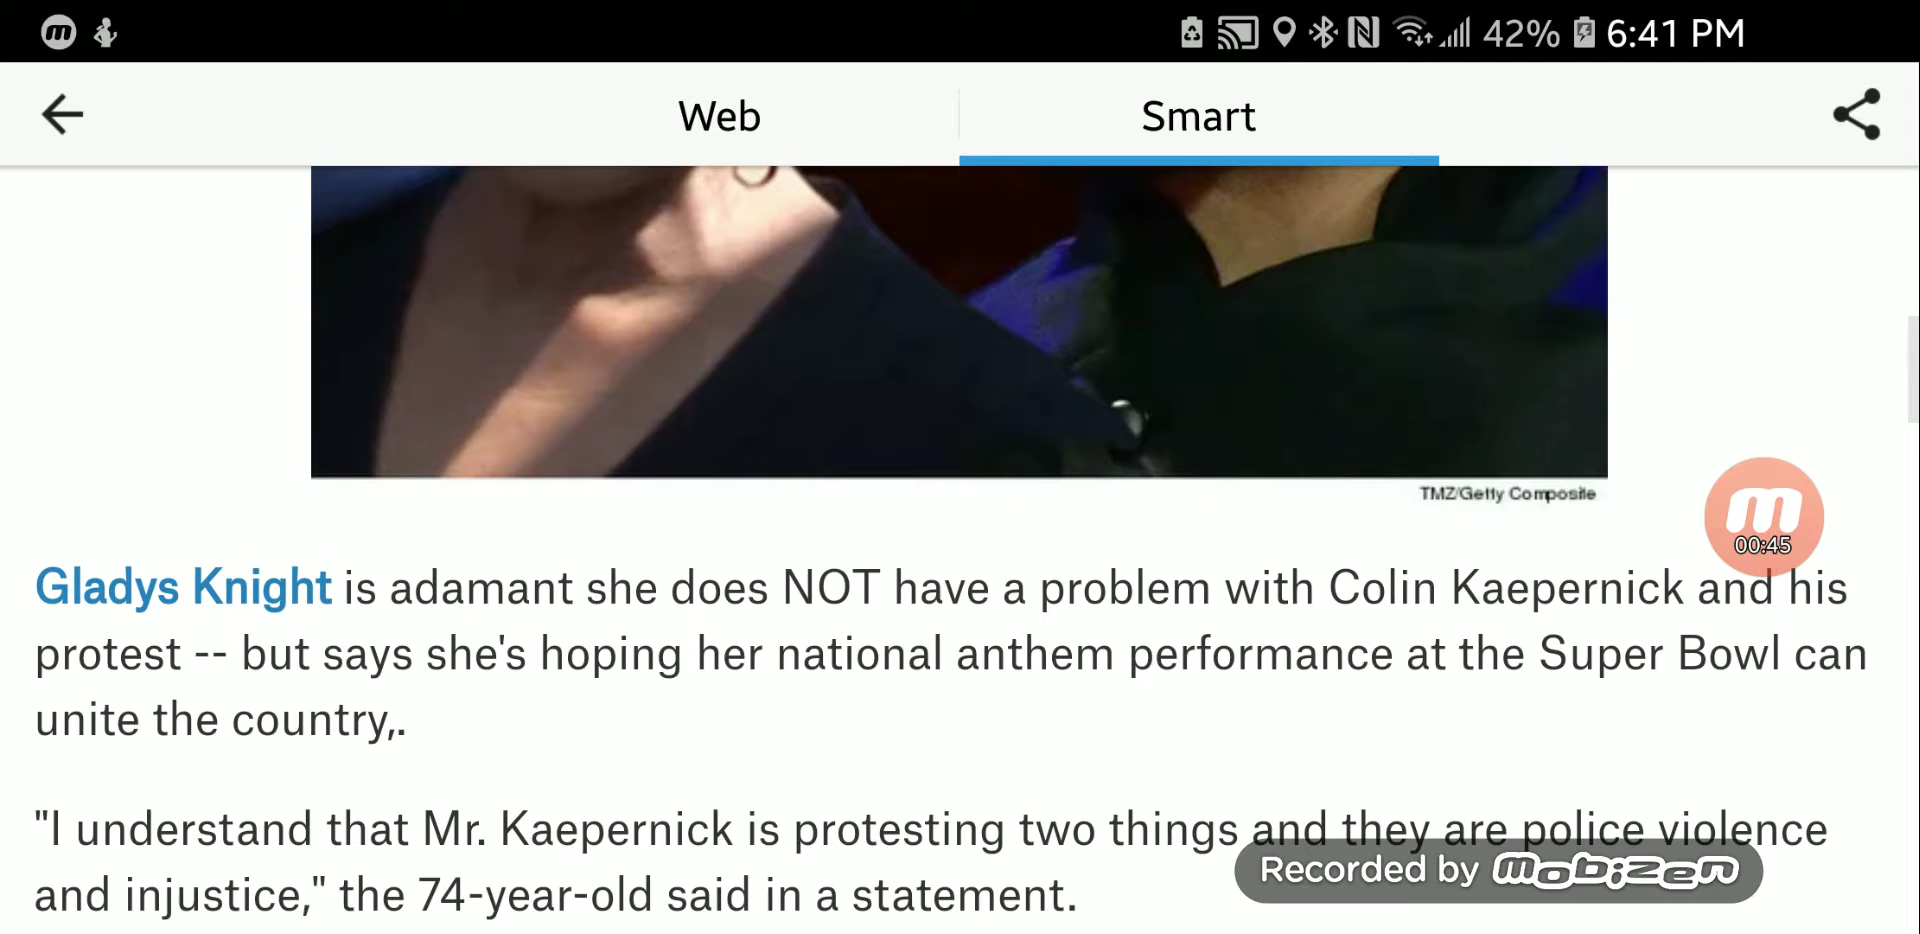 42% 6:41 PM
Web Smart
TMZ/Getty Composite
m
00:45
Gladys Knight is adamant she does NOT have a problem with Colin Kaepernick and his
protest -- but says she's hoping her national anthem performance at the Super Bowl can
unite the country,.
"I understand that Mr. Kaepernick is protesting two things and they are police violence
and injustice," the 74-year-old said in a statement.
Recorded by mobizen